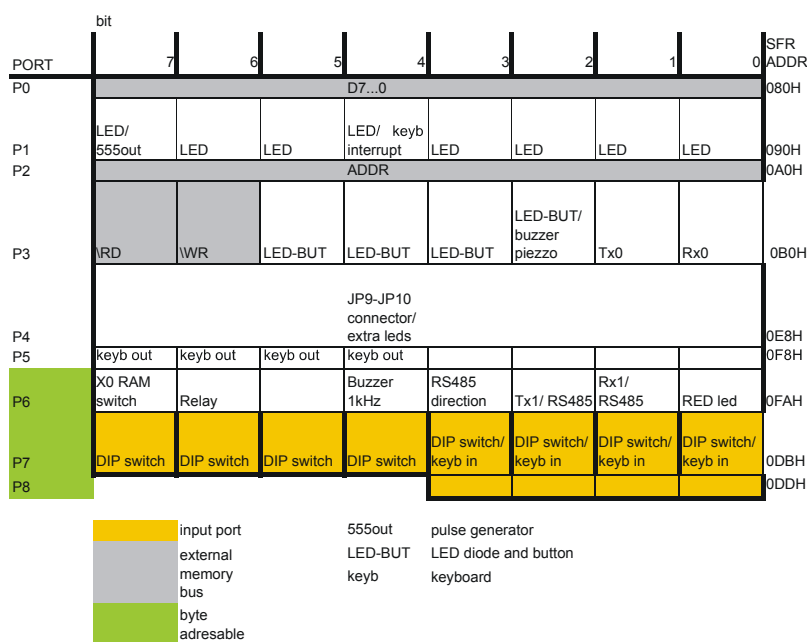 bit
PORT 7 6 5 4 3 2 1 0 SFR ADDR
P0 D7...0 080H
P1 LED/ 555out LED LED LED/ keyb interrupt LED LED LED LED 090H
P2 ADDR 0A0H
P3 \RD \WR LED-BUT LED-BUT LED-BUT LED-BUT/ buzzer piezzo Tx0 Rx0 0B0H
P4 JP9-JP10 connector/ extra leds 0E8H
P5 keyb out keyb out keyb out keyb out 0F8H
P6 X0 RAM switch Relay Buzzer 1kHz RS485 direction Tx1/ RS485 Rx1/ RS485 RED led 0FAH
P7 DIP switch DIP switch DIP switch DIP switch DIP switch/ keyb in DIP switch/ keyb in DIP switch/ keyb in DIP switch/ keyb in 0DBH
P8 0DDH
input port 555out pulse generator
external memory bus LED-BUT LED diode and button
keyb keyboard
byte adresable